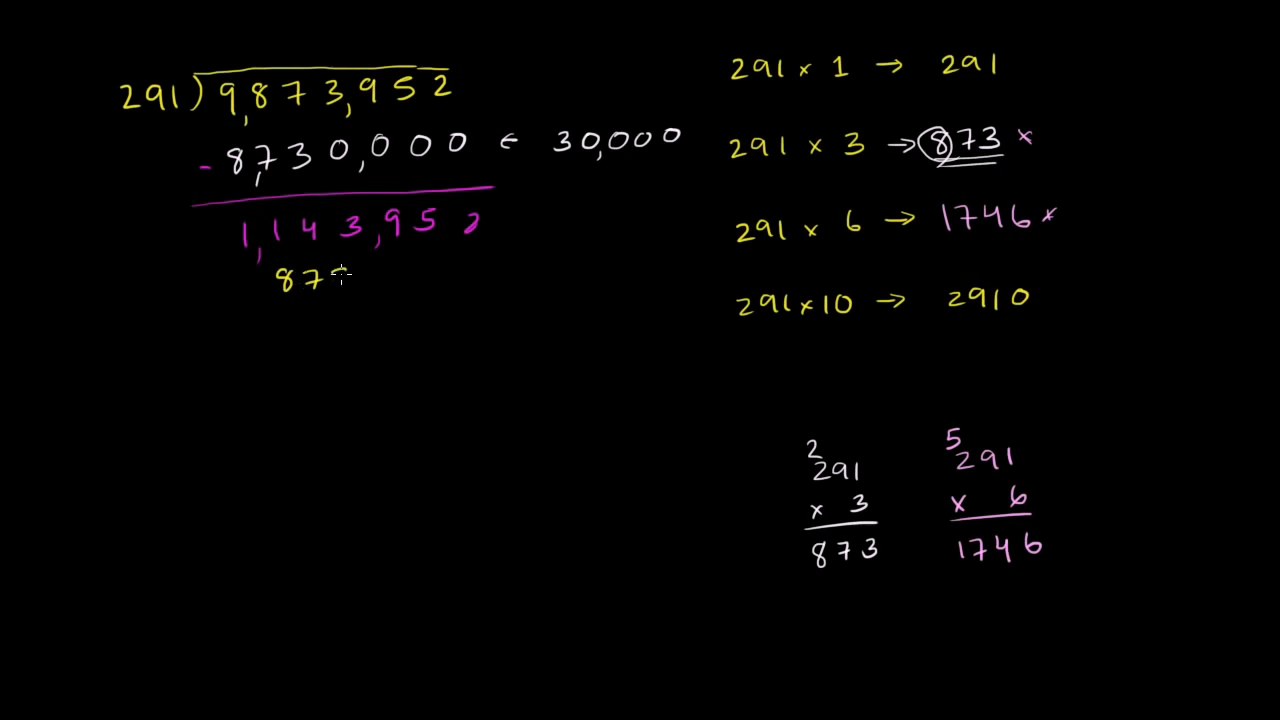 291)9,873,952
- 8,730,000 ← 30,000
1,143,952
87
291 × 1 → 291
291 × 3 → 873 ×
291 × 6 → 1746 ×
291 × 10 → 2910
2
291
× 3
873
5
291
× 6
1746